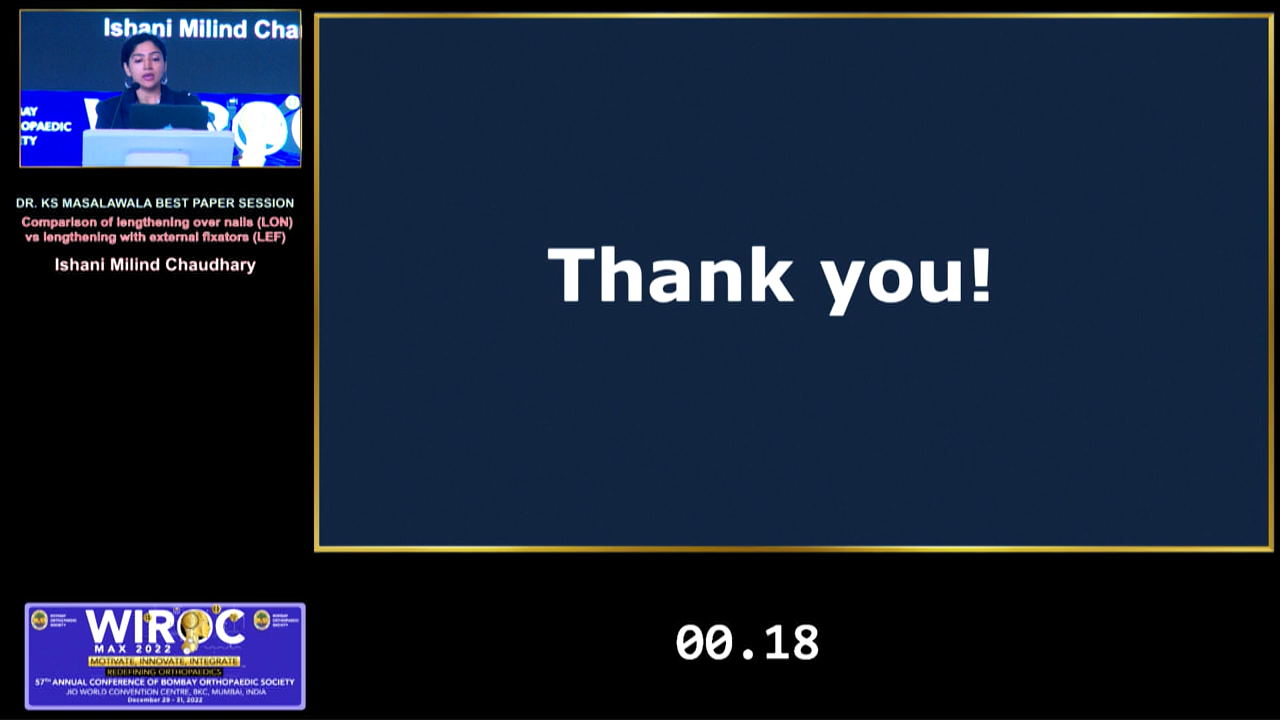 Ishani Milind Cha
OPAEDIC
DR. KS MASALAWALA BEST PAPER SESSION
Comparison of lengthening over nails (LON)
vs lengthening with external fixators (LEF)
Ishani Milind Chaudhary
Thank you!
00.18
WIROC
MAX 2022
MOTIVATE, INNOVATE, INTEGRATE
REDEFINING ORTHOPAEDICS
57TH ANNUAL CONFERENCE OF BOMBAY ORTHOPAEDIC SOCIETY
JIO WORLD CONVENTION CENTRE, BKC, MUMBAI, INDIA
December 29 - 31, 2022